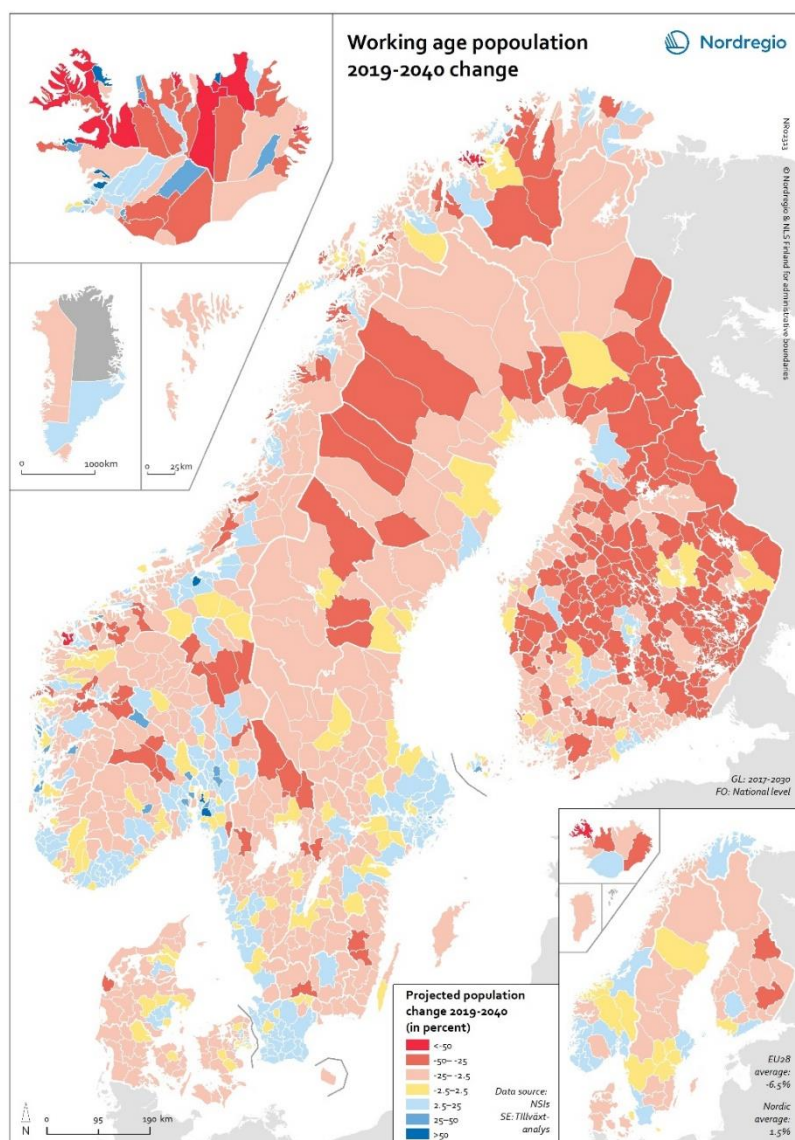 Working age popoulation
2019-2040 change
Nordregio
NR02323
© Nordregio & NLS Finland for administrative boundaries
0 1000km
0 25km
GL: 2017-2030
FO: National level
Projected population
change 2019-2040
(in percent)
<-50
-50– -25
-25– -2.5
-2.5–2.5
2.5–25
25–50
>50
Data source:
NSIs
SE: Tillväxt-
analys
EU28
average:
-6.5%
Nordic
average:
1.5%
N
0 95 190 km